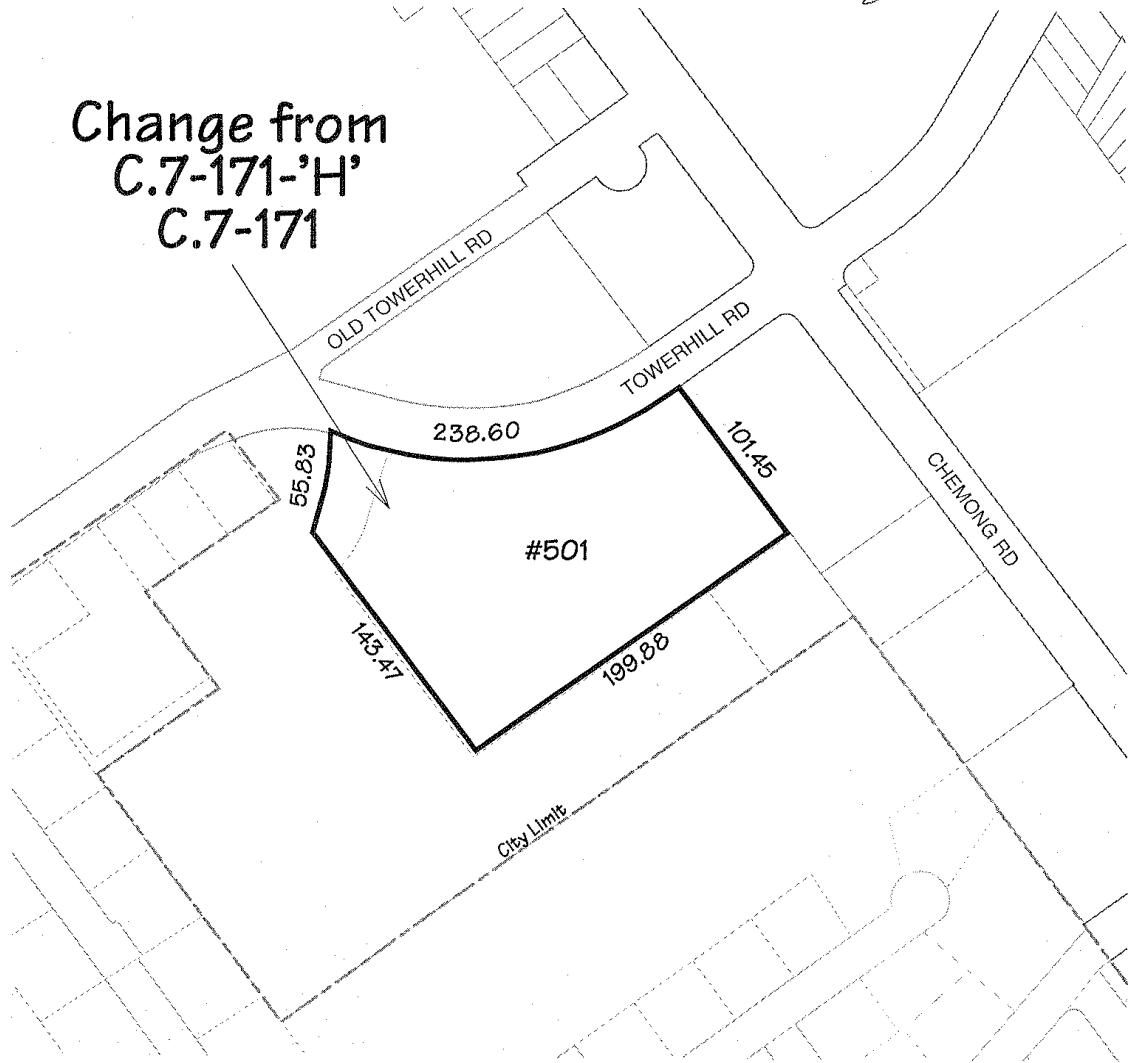 Change from
C.7-171-'H'
C.7-171
OLD TOWERHILL RD
TOWERHILL RD
238.60
101.45
55.83
CHEMONG RD
#501
143.47
199.88
City Limit